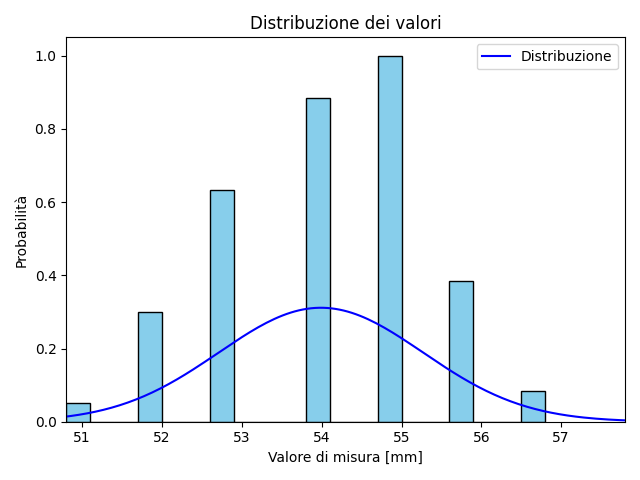 Distribuzione dei valori
Distribuzione
Probabilità
1.0
0.8
0.6
0.4
0.2
0.0
51 52 53 54 55 56 57
Valore di misura [mm]